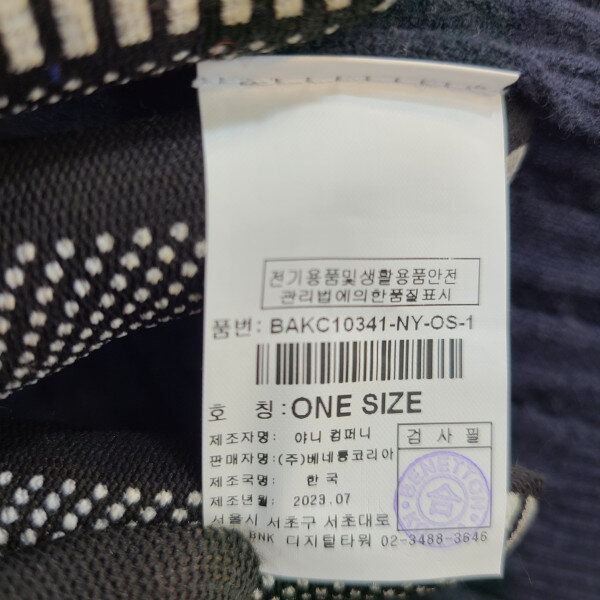 전기용품및생활용품안전
관리법에의한품질표시
품번: BAKC10341-NY-OS-1
호 칭 : ONE SIZE
제조자명: 야니 컴퍼니
판매자명: (주)베네통코리아
제조국명: 한국
제조년월: 2023.07
검사필
BENETTON
合
서울시 서초구 서초대로
BNK 디지털타워 02-3488-3646